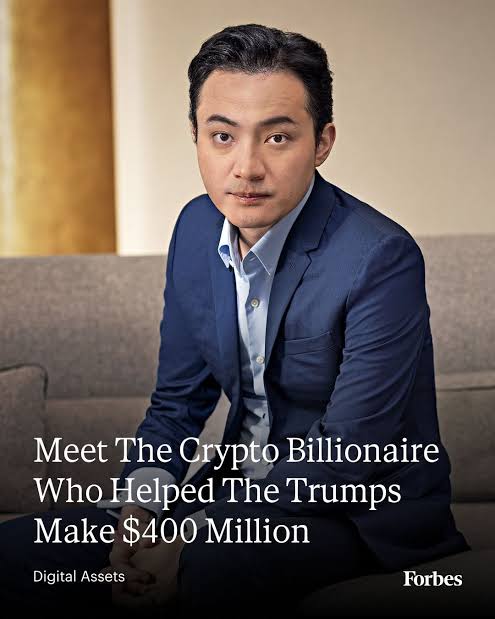 Meet The Crypto Billionaire
Who Helped The Trumps
Make $400 Million
Digital Assets
Forbes